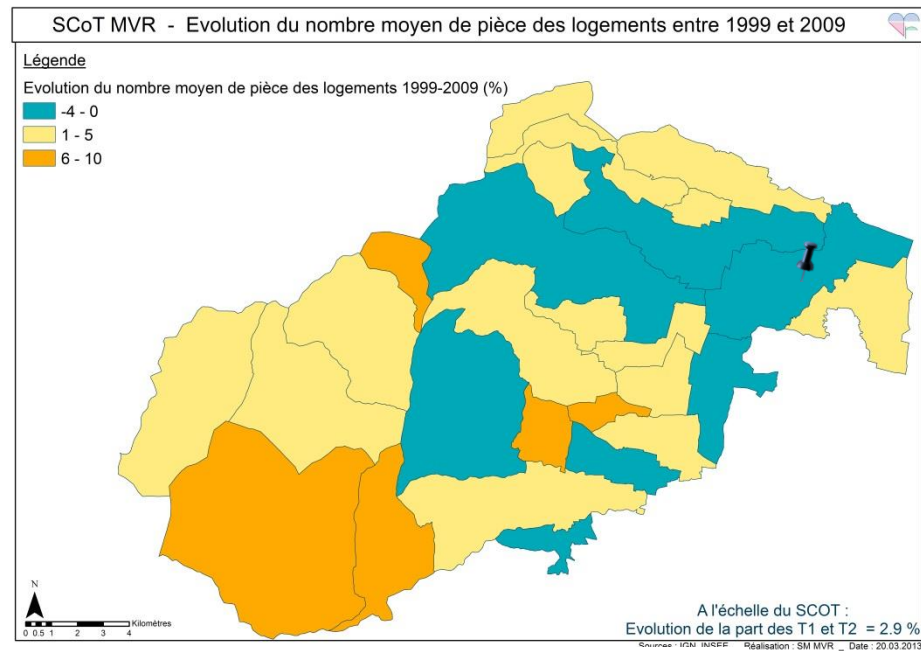 SCoT MVR - Evolution du nombre moyen de pièce des logements entre 1999 et 2009
Légende
Evolution du nombre moyen de pièce des logements 1999-2009 (%)
-4 - 0
1 - 5
6 - 10
N
0 0.5 1 2 3 4 Kilomètres
A l'échelle du SCOT :
Evolution de la part des T1 et T2 = 2.9 %
Sources : IGN, INSEE Réalisation : SM MVR _ Date : 20.03.2013